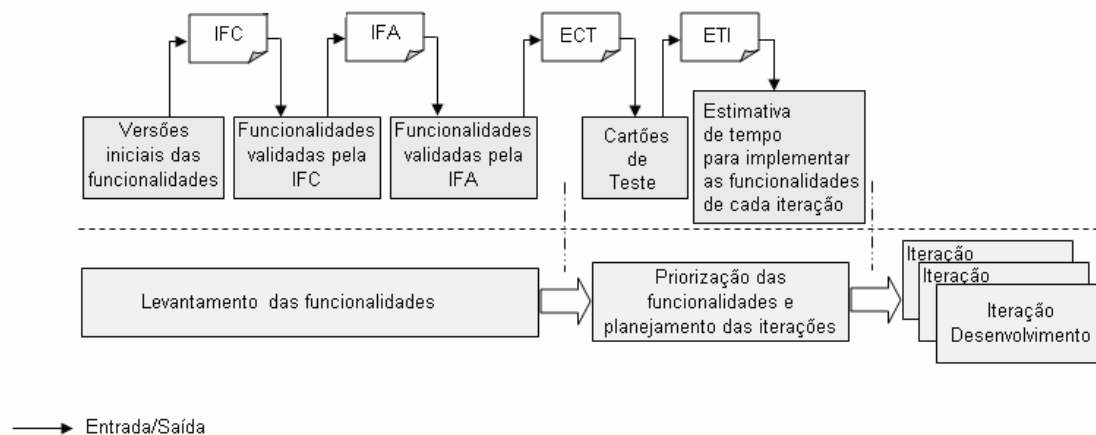 IFC
IFA
ECT
ETI
Versões
iniciais das
funcionalidades
Funcionalidades
validadas pela
IFC
Funcionalidades
validadas pela
IFA
Cartões
de
Teste
Estimativa
de tempo
para implementar
as funcionalidades
de cada iteração
Levantamento das funcionalidades
Priorização das
funcionalidades e
planejamento das iterações
Iteração
Iteração
Iteração
Desenvolvimento
Entrada/Saída